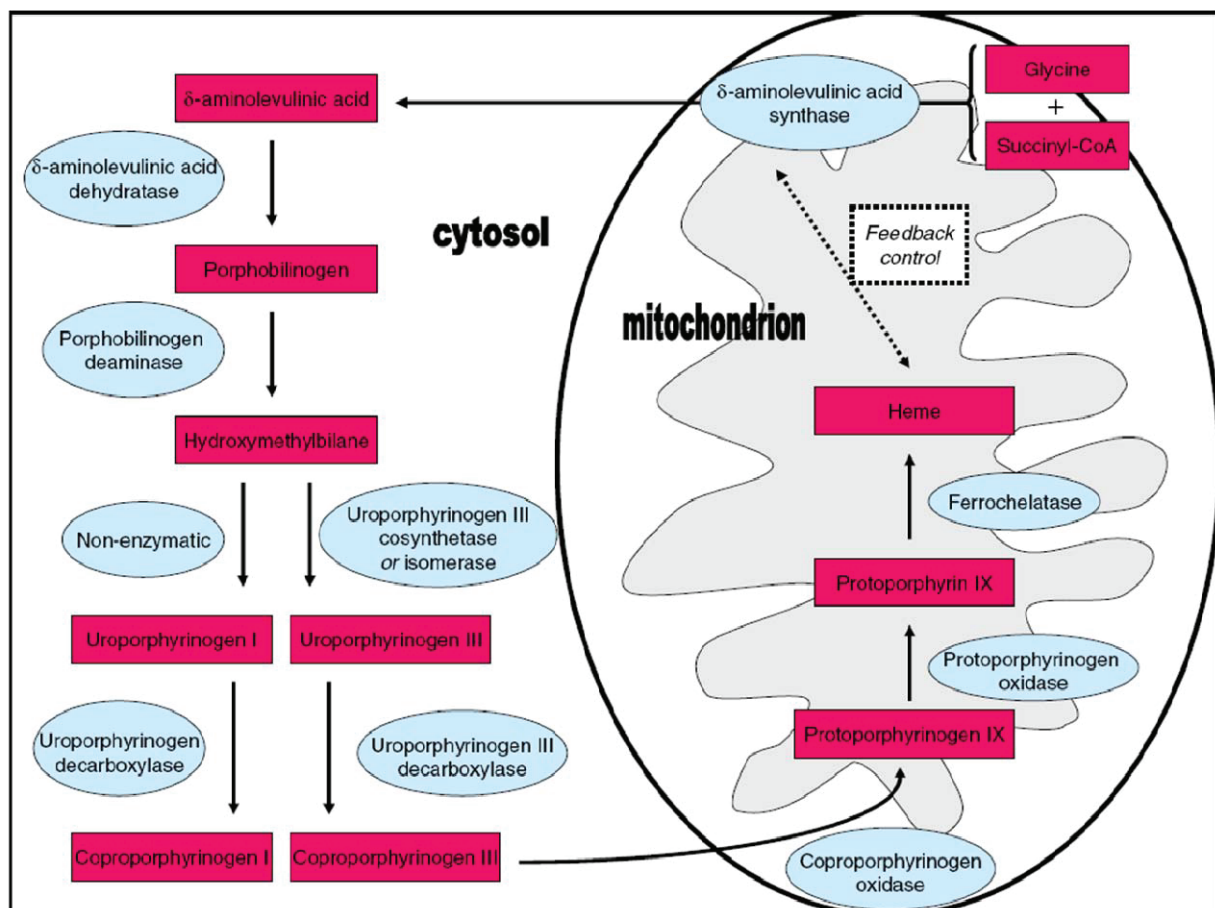 δ-aminolevulinic acid
δ-aminolevulinic acid
dehydratase
Porphobilinogen
Porphobilinogen
deaminase
Hydroxymethylbilane
Non-enzymatic
Uroporphyrinogen III
cosynthetase
or isomerase
Uroporphyrinogen I
Uroporphyrinogen III
Uroporphyrinogen
decarboxylase
Uroporphyrinogen III
decarboxylase
Coproporphyrinogen I
Coproporphyrinogen III
cytosol
mitochondrion
δ-aminolevulinic acid
synthase
Glycine
+
Succinyl-CoA
Feedback
control
Heme
Ferrochelatase
Protoporphyrin IX
Protoporphyrinogen
oxidase
Protoporphyrinogen IX
Coproporphyrinogen
oxidase